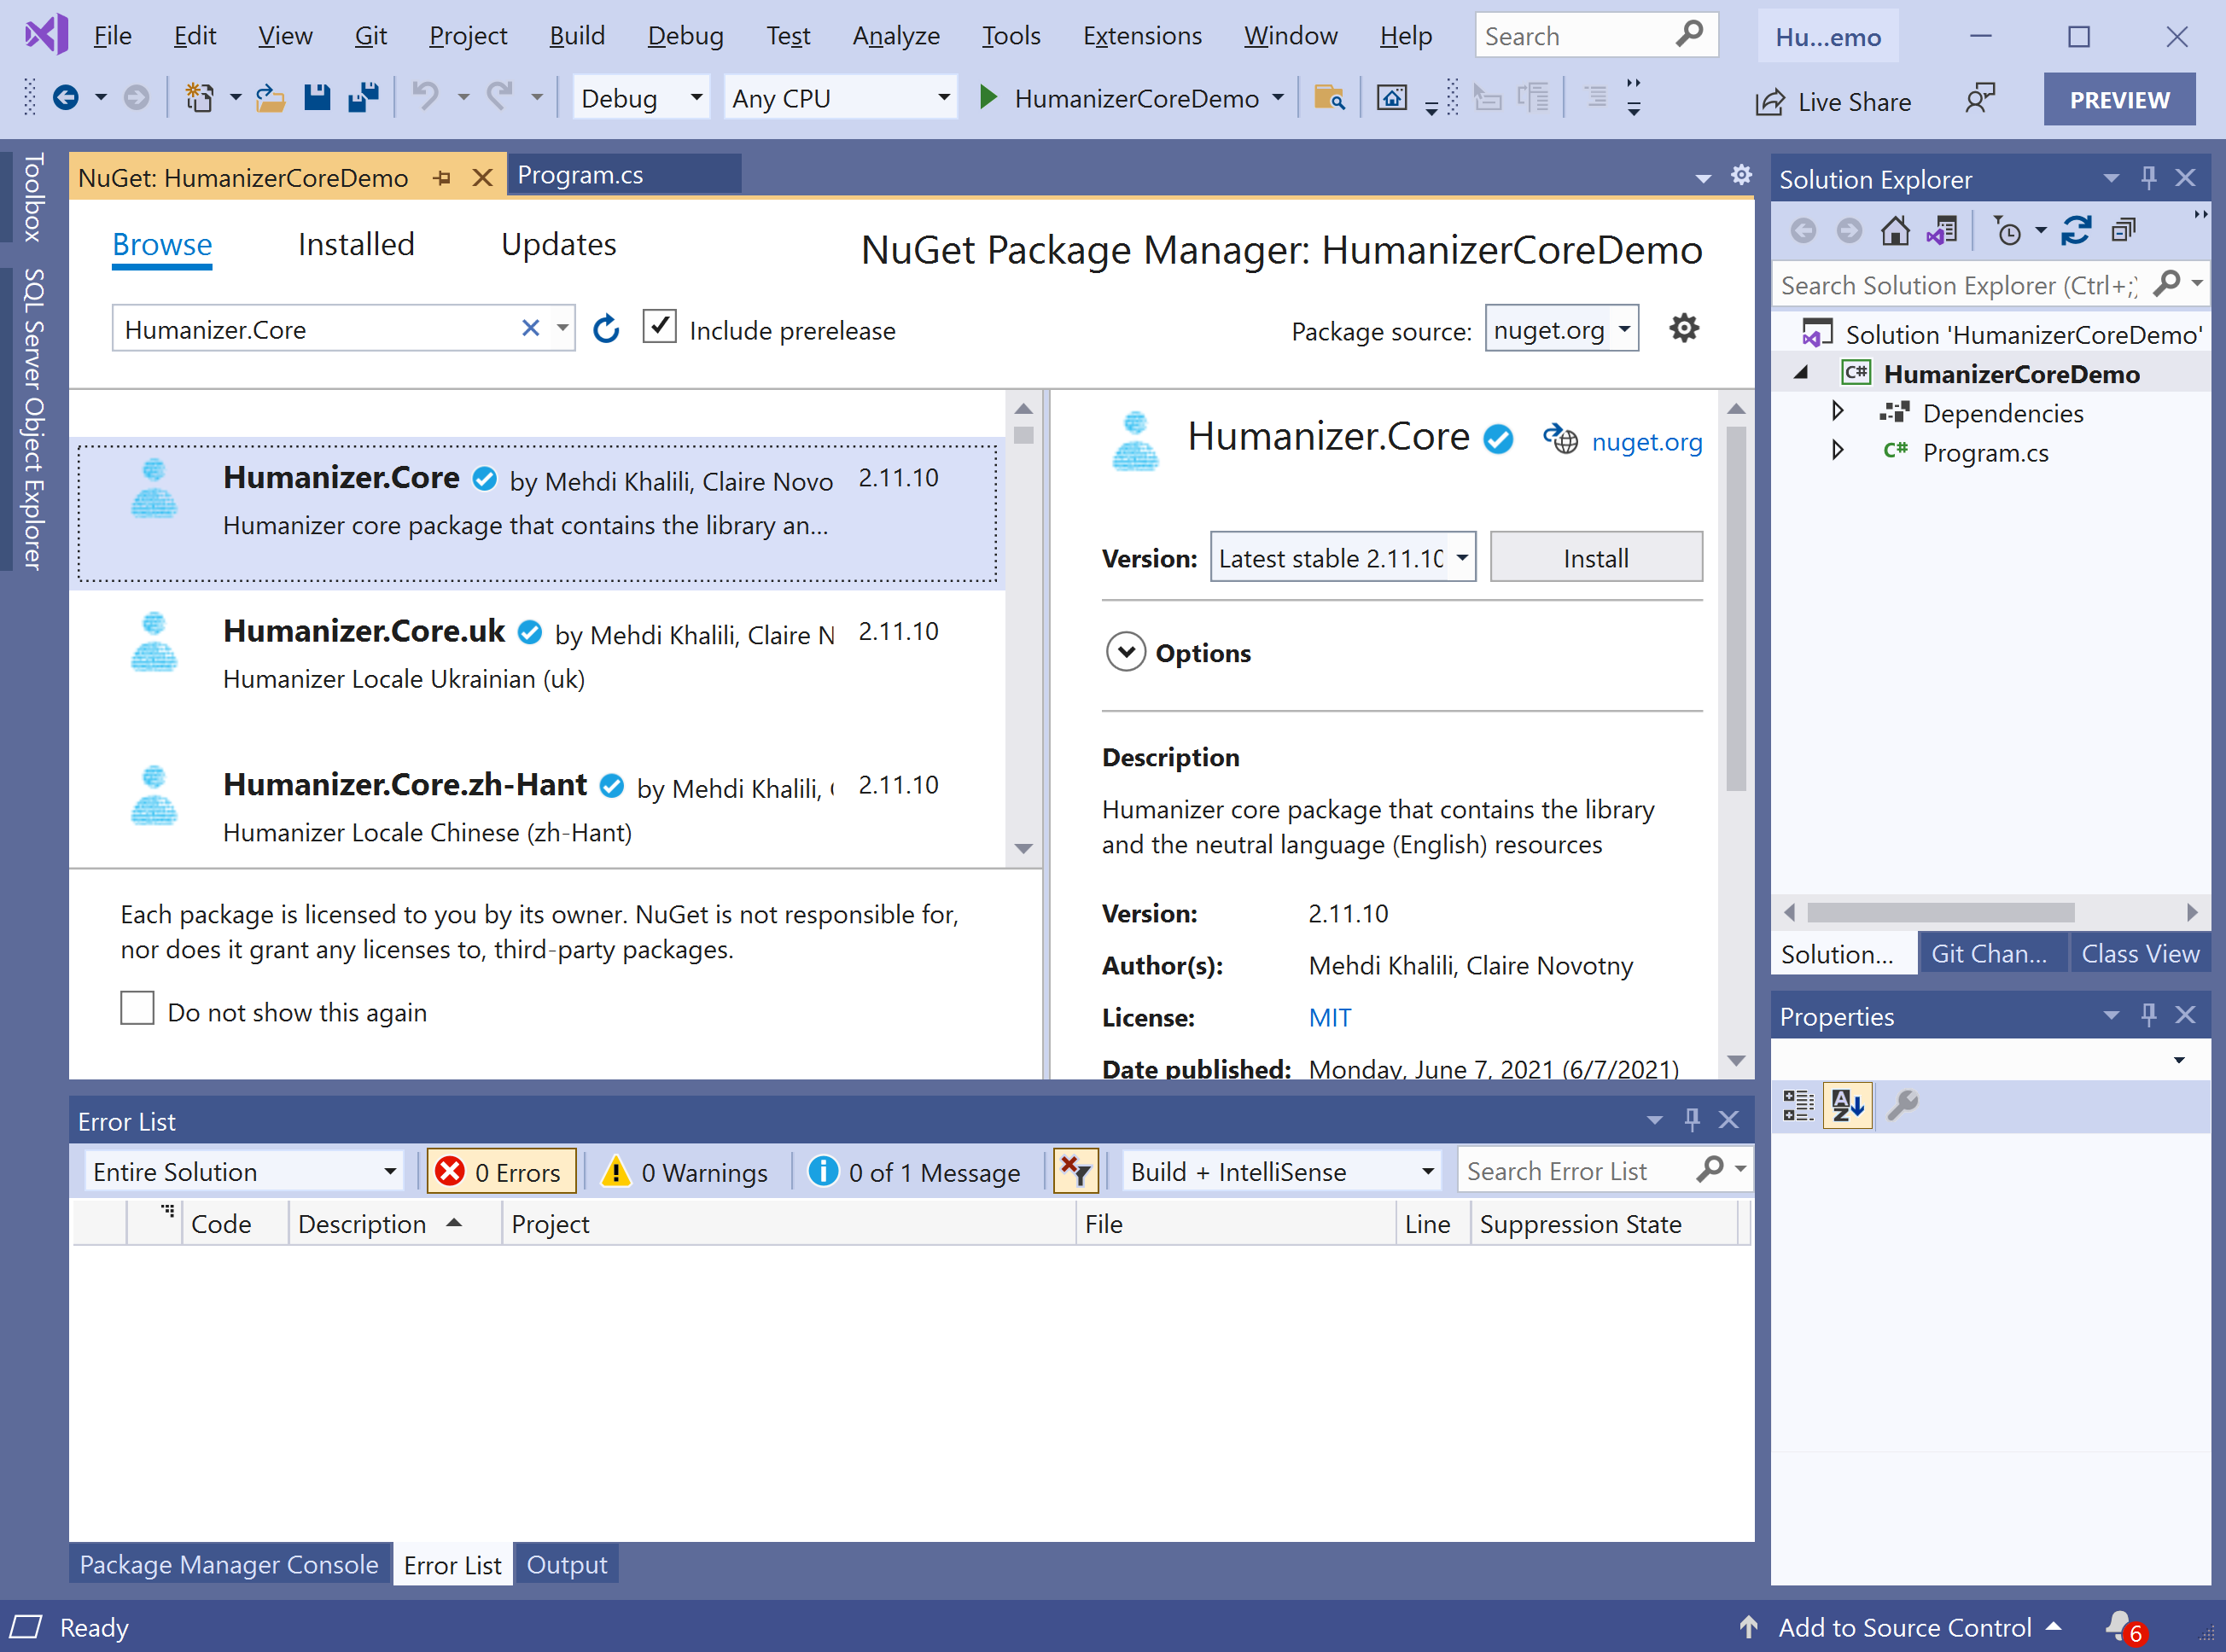 File Edit View Git Project Build Debug Test Analyze Tools Extensions Window Help Search Hu...emo
Debug Any CPU HumanizerCoreDemo Live Share PREVIEW
Toolbox
SQL Server Object Explorer
NuGet: HumanizerCoreDemo Program.cs
Browse Installed Updates NuGet Package Manager: HumanizerCoreDemo
Humanizer.Core Include prerelease Package source: nuget.org
Humanizer.Core by Mehdi Khalili, Claire Novo 2.11.10
Humanizer core package that contains the library an...
Humanizer.Core.uk by Mehdi Khalili, Claire N 2.11.10
Humanizer Locale Ukrainian (uk)
Humanizer.Core.zh-Hant by Mehdi Khalili, 2.11.10
Humanizer Locale Chinese (zh-Hant)
Each package is licensed to you by its owner. NuGet is not responsible for,
nor does it grant any licenses to, third-party packages.
Do not show this again
Humanizer.Core nuget.org
Version: Latest stable 2.11.10 Install
Options
Description
Humanizer core package that contains the library
and the neutral language (English) resources
Version: 2.11.10
Author(s): Mehdi Khalili, Claire Novotny
License: MIT
Date published: Monday, June 7, 2021 (6/7/2021)
Solution Explorer
Search Solution Explorer (Ctrl+;)
Solution 'HumanizerCoreDemo'
C# HumanizerCoreDemo
Dependencies
C# Program.cs
Solution... Git Chan... Class View
Properties
Error List
Entire Solution 0 Errors 0 Warnings 0 of 1 Message Build + IntelliSense Search Error List
Code Description Project File Line Suppression State
Package Manager Console Error List Output
Ready Add to Source Control 6